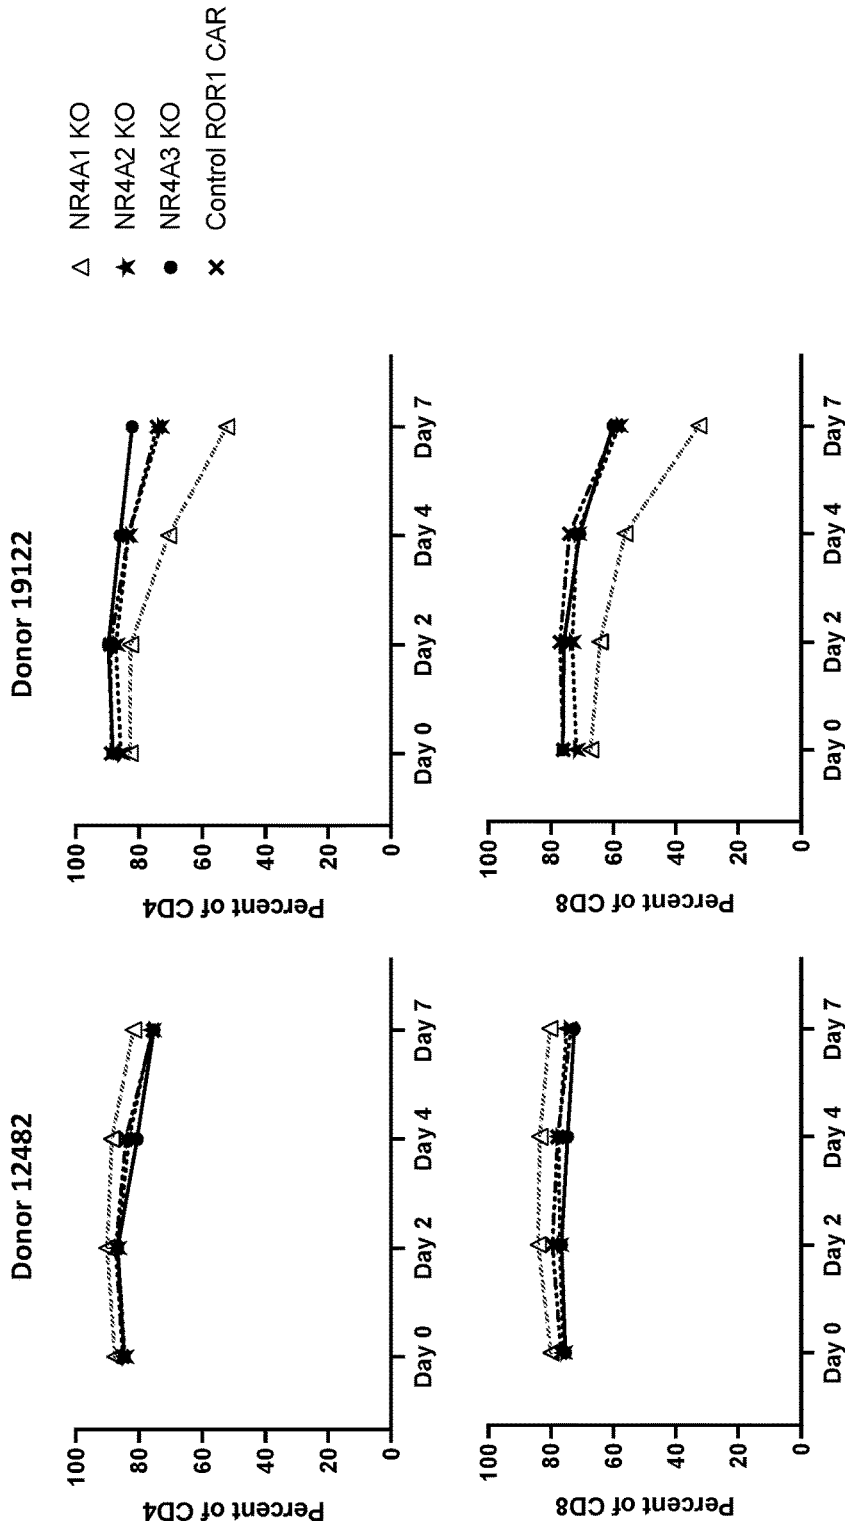 Donor 12482
Donor 19122
Percent of CD4
100
80
60
40
20
0
Day 0 Day 2 Day 4 Day 7
Percent of CD4
100
80
60
40
20
0
Day 0 Day 2 Day 4 Day 7
NR4A1 KO
NR4A2 KO
NR4A3 KO
Control ROR1 CAR
Percent of CD8
100
80
60
40
20
0
Day 0 Day 2 Day 4 Day 7
Percent of CD8
100
80
60
40
20
0
Day 0 Day 2 Day 4 Day 7